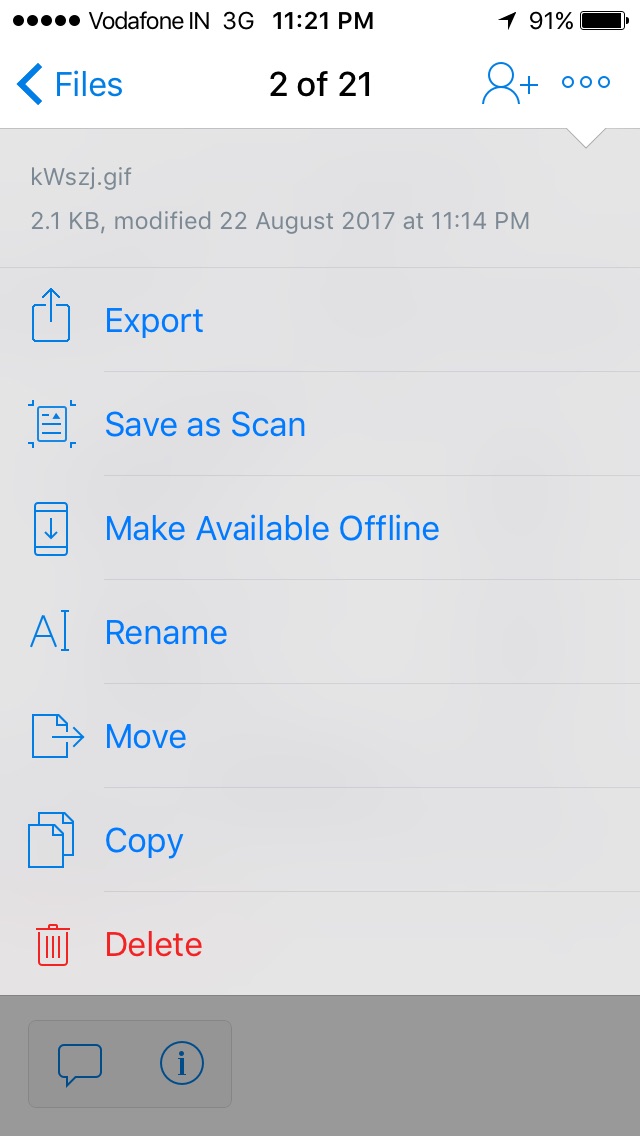 Vodafone IN 3G 11:21 PM 91%
Files 2 of 21
kWszj.gif
2.1 KB, modified 22 August 2017 at 11:14 PM
Export
Save as Scan
Make Available Offline
Rename
Move
Copy
Delete